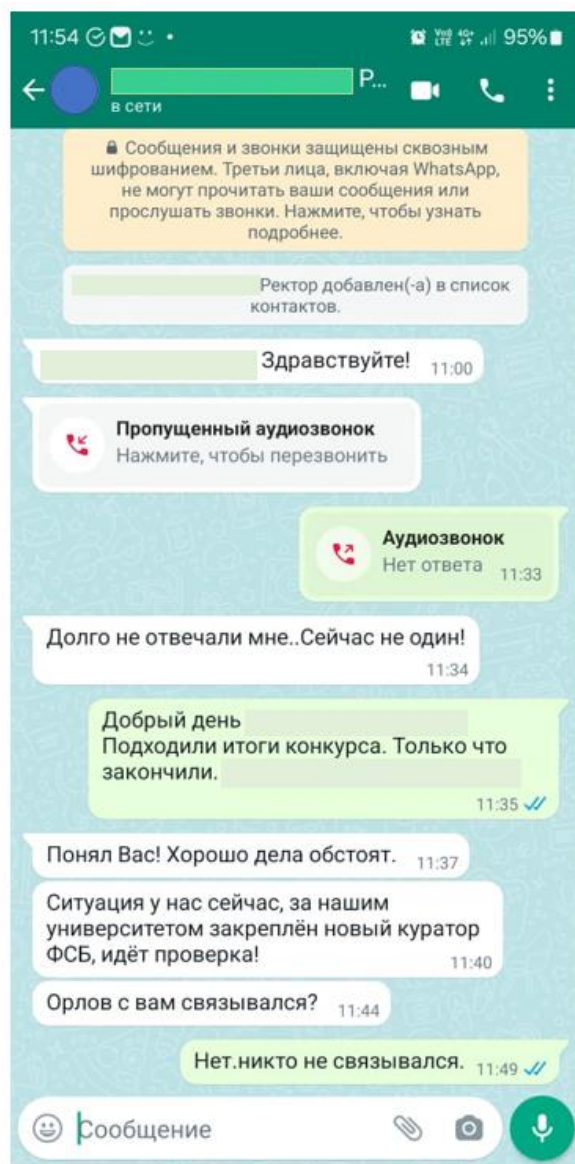 11:54 95%
Р...
в сети
Сообщения и звонки защищены сквозным
шифрованием. Третьи лица, включая WhatsApp,
не могут прочитать ваши сообщения или
прослушать звонки. Нажмите, чтобы узнать
подробнее.
Ректор добавлен(-а) в список
контактов.
Здравствуйте! 11:00
Пропущенный аудиозвонок
Нажмите, чтобы перезвонить
Аудиозвонок
Нет ответа 11:33
Долго не отвечали мне..Сейчас не один!
11:34
Добрый день
Подходили итоги конкурса. Только что
закончили.
11:35
Понял Вас! Хорошо дела обстоят. 11:37
Ситуация у нас сейчас, за нашим
университетом закреплён новый куратор
ФСБ, идёт проверка! 11:40
Орлов с вам связывался? 11:44
Нет.никто не связывался. 11:49
Сообщение